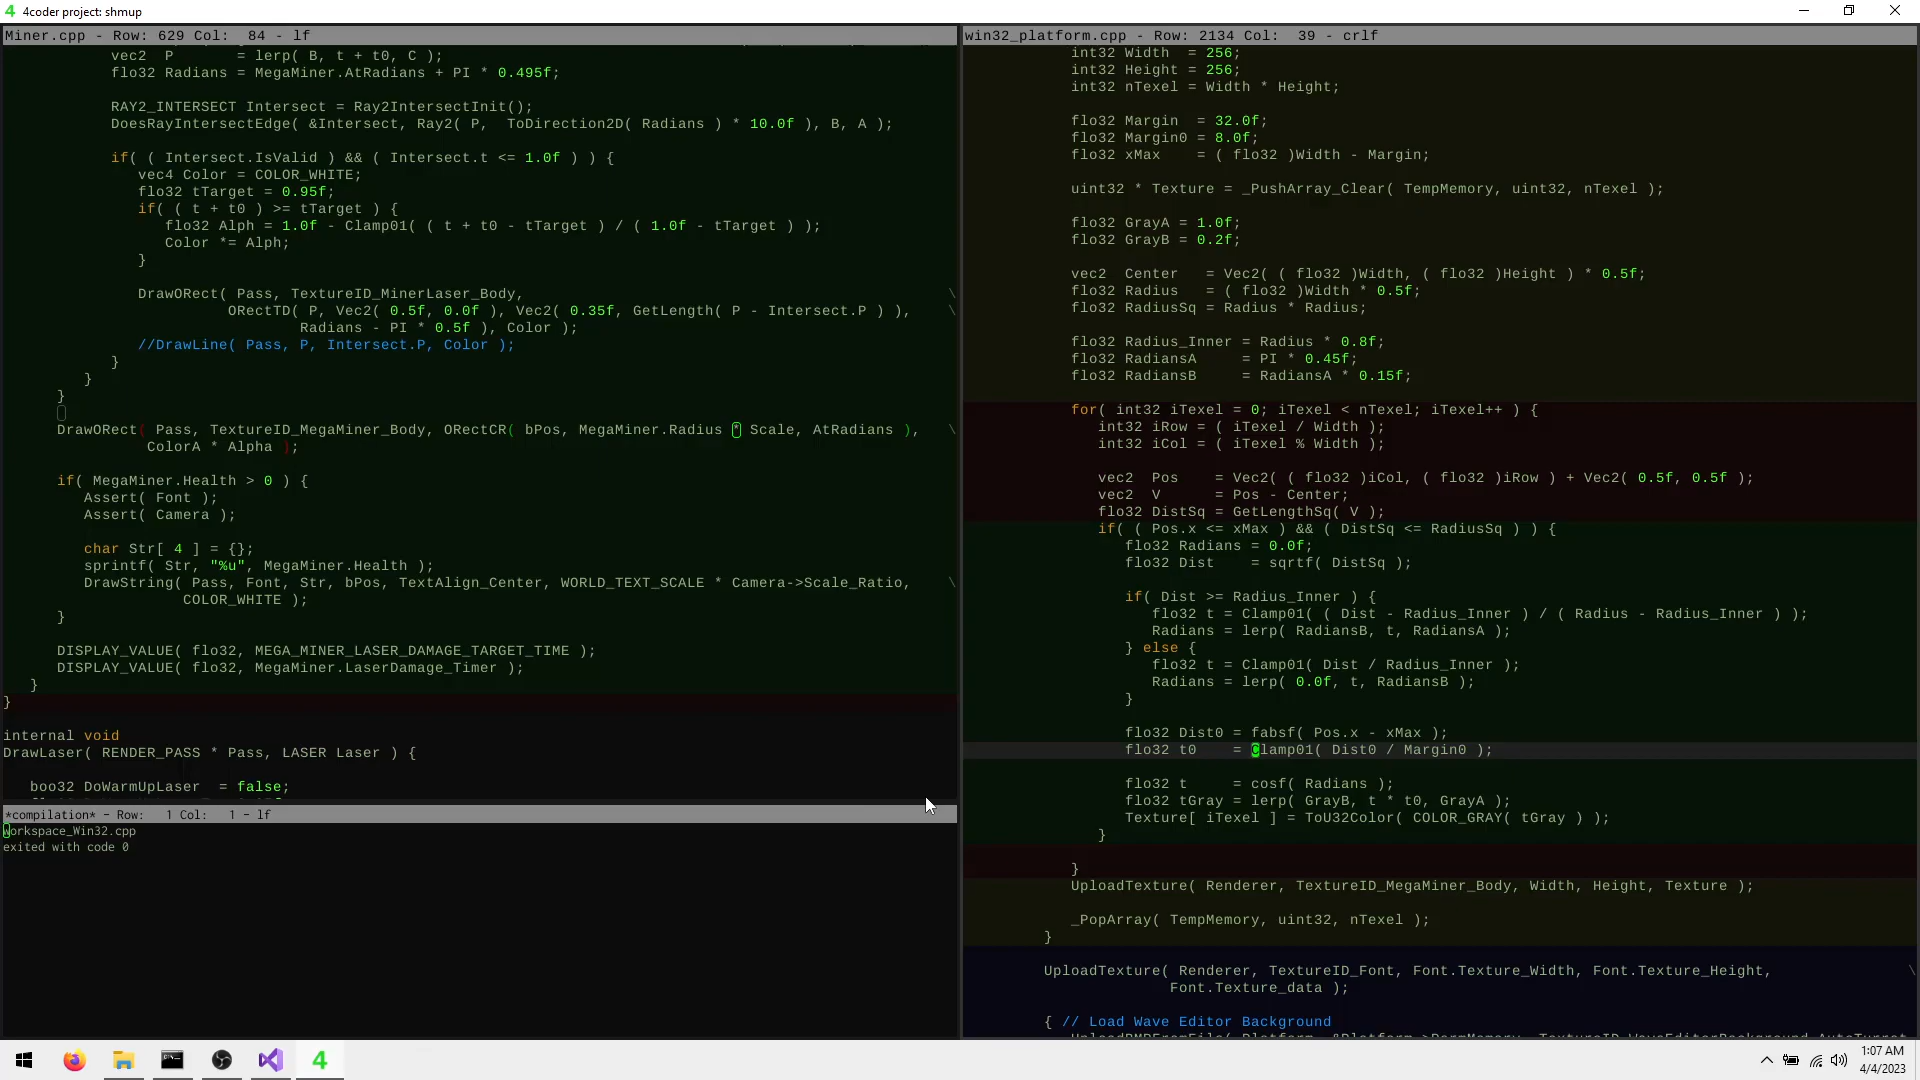 4coder project: shmup
Miner.cpp - Row: 629 Col:  84 - lf
vec2  P       = lerp( B, t + t0, C );
flo32 Radians = MegaMiner.AtRadians + PI * 0.495f;
RAY2_INTERSECT Intersect = Ray2IntersectInit();
DoesRayIntersectEdge( &Intersect, Ray2( P,  ToDirection2D( Radians ) * 10.0f ), B, A );
if( ( Intersect.IsValid ) && ( Intersect.t <= 1.0f ) ) {
vec4 Color = COLOR_WHITE;
flo32 tTarget = 0.95f;
if( ( t + t0 ) >= tTarget ) {
flo32 Alph = 1.0f - Clamp01( ( t + t0 - tTarget ) / ( 1.0f - tTarget ) );
Color *= Alph;
}
DrawORect( Pass, TextureID_MinerLaser_Body, \
ORectTD( P, Vec2( 0.5f, 0.0f ), Vec2( 0.35f, GetLength( P - Intersect.P ) ), \
Radians - PI * 0.5f ), Color );
//DrawLine( Pass, P, Intersect.P, Color );
}
}
}
DrawORect( Pass, TextureID_MegaMiner_Body, ORectCR( bPos, MegaMiner.Radius * Scale, AtRadians ), \
ColorA * Alpha );
if( MegaMiner.Health > 0 ) {
Assert( Font );
Assert( Camera );
char Str[ 4 ] = {};
sprintf( Str, "%u", MegaMiner.Health );
DrawString( Pass, Font, Str, bPos, TextAlign_Center, WORLD_TEXT_SCALE * Camera->Scale_Ratio, \
COLOR_WHITE );
}
DISPLAY_VALUE( flo32, MEGA_MINER_LASER_DAMAGE_TARGET_TIME );
DISPLAY_VALUE( flo32, MegaMiner.LaserDamage_Timer );
}
}
internal void
DrawLaser( RENDER_PASS * Pass, LASER Laser ) {
boo32 DoWarmUpLaser  = false;
*compilation* - Row:   1 Col:   1 - lf
workspace_Win32.cpp
exited with code 0
win32_platform.cpp - Row: 2134 Col:  39 - crlf
int32 Width  = 256;
int32 Height = 256;
int32 nTexel = Width * Height;
flo32 Margin  = 32.0f;
flo32 Margin0 = 8.0f;
flo32 xMax    = ( flo32 )Width - Margin;
uint32 * Texture = _PushArray_Clear( TempMemory, uint32, nTexel );
flo32 GrayA = 1.0f;
flo32 GrayB = 0.2f;
vec2  Center   = Vec2( ( flo32 )Width, ( flo32 )Height ) * 0.5f;
flo32 Radius   = ( flo32 )Width * 0.5f;
flo32 RadiusSq = Radius * Radius;
flo32 Radius_Inner = Radius * 0.8f;
flo32 RadiansA     = PI * 0.45f;
flo32 RadiansB     = RadiansA * 0.15f;
for( int32 iTexel = 0; iTexel < nTexel; iTexel++ ) {
int32 iRow = ( iTexel / Width );
int32 iCol = ( iTexel % Width );
vec2  Pos    = Vec2( ( flo32 )iCol, ( flo32 )iRow ) + Vec2( 0.5f, 0.5f );
vec2  V      = Pos - Center;
flo32 DistSq = GetLengthSq( V );
if( ( Pos.x <= xMax ) && ( DistSq <= RadiusSq ) ) {
flo32 Radians = 0.0f;
flo32 Dist    = sqrtf( DistSq );
if( Dist >= Radius_Inner ) {
flo32 t = Clamp01( ( Dist - Radius_Inner ) / ( Radius - Radius_Inner ) );
Radians = lerp( RadiansB, t, RadiansA );
} else {
flo32 t = Clamp01( Dist / Radius_Inner );
Radians = lerp( 0.0f, t, RadiansB );
}
flo32 Dist0 = fabsf( Pos.x - xMax );
flo32 t0    = Clamp01( Dist0 / Margin0 );
flo32 t     = cosf( Radians );
flo32 tGray = lerp( GrayB, t * t0, GrayA );
Texture[ iTexel ] = ToU32Color( COLOR_GRAY( tGray ) );
}
}
UploadTexture( Renderer, TextureID_MegaMiner_Body, Width, Height, Texture );
_PopArray( TempMemory, uint32, nTexel );
}
UploadTexture( Renderer, TextureID_Font, Font.Texture_Width, Font.Texture_Height, \
Font.Texture_data );
{ // Load Wave Editor Background
1:07 AM
4/4/2023